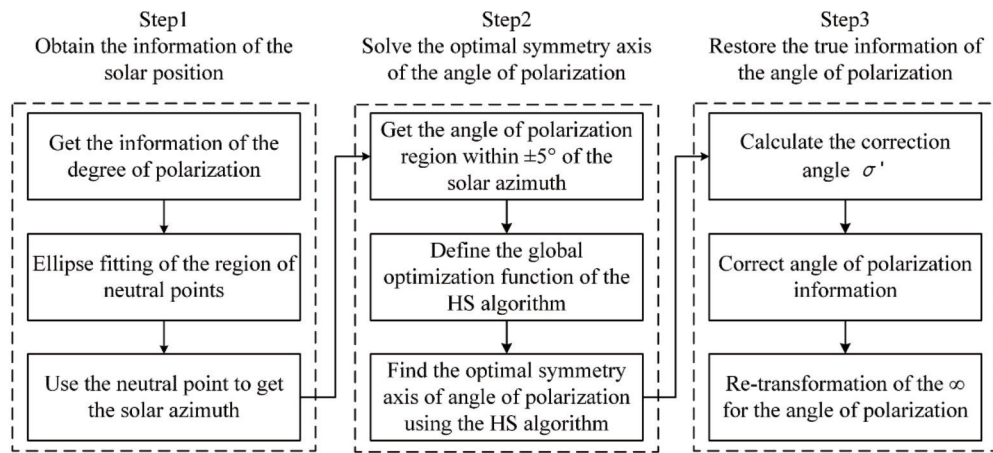 Step1
Obtain the information of the
solar position
Get the information of the
degree of polarization
Ellipse fitting of the region of
neutral points
Use the neutral point to get
the solar azimuth
Step2
Solve the optimal symmetry axis
of the angle of polarization
Get the angle of polarization
region within ±5° of the
solar azimuth
Define the global
optimization function of the
HS algorithm
Find the optimal symmetry
axis of angle of polarization
using the HS algorithm
Step3
Restore the true information of
the angle of polarization
Calculate the correction
angle σ'
Correct angle of polarization
information
Re-transformation of the ∞
for the angle of polarization